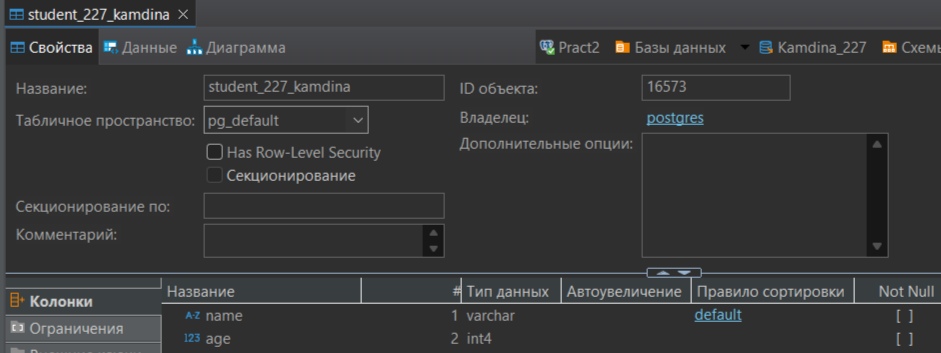 student_227_kamdina
Свойства Данные Диаграмма Pract2 Базы данных Kamdina_227
Название: student_227_kamdina ID объекта: 16573
Табличное пространство: pg_default Владелец: postgres
Has Row-Level Security Дополнительные опции:
Секционирование
Секционирование по:
Комментарий:
Колонки Название # Тип данных Автоувеличение Правило сортировки Not Null
A-Z name 1 varchar default [ ]
Ограничения 123 age 2 int4 [ ]